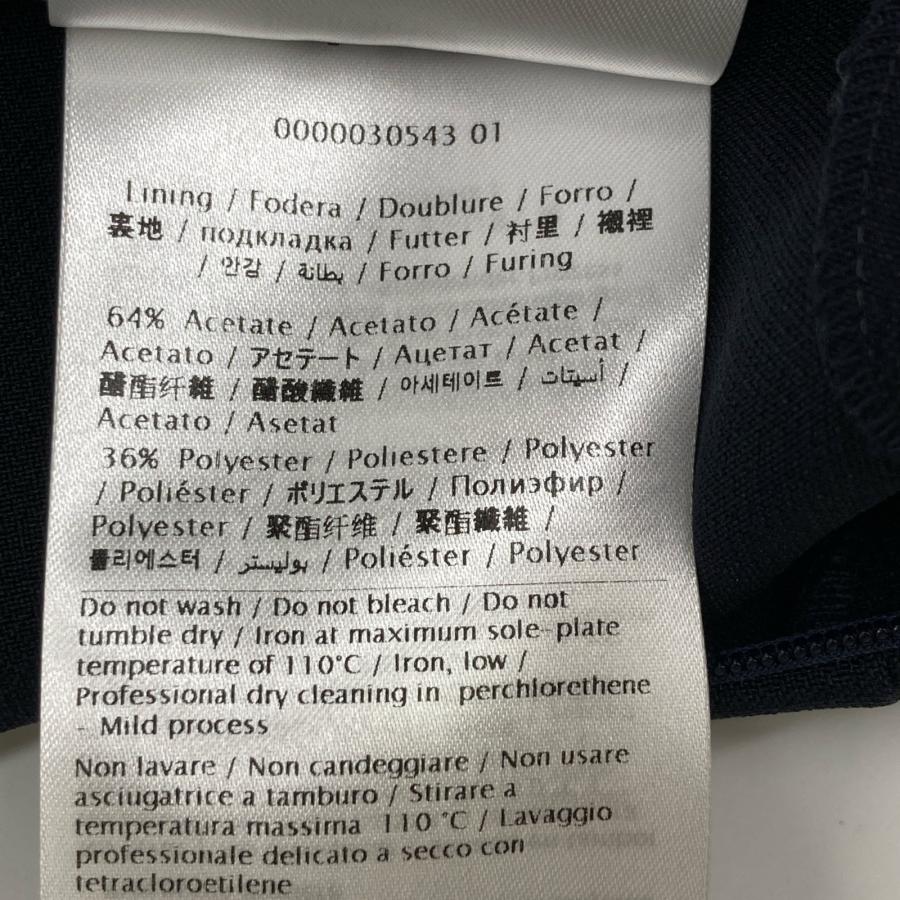 0000030543 01
Lining / Fodera / Doublure / Forro /
裏地 / подкладка / Futter / 衬里 / 襯裡
/ 안감 / بطانة / Forro / Furing
64% Acetate / Acetato / Acétate /
Acetato / アセテート / Ацетат / Acetat /
醋酯纤維 / 醋酸纖維 / 아세테이트 / أسيتات /
Acetato / Asetat
36% Polyester / Poliestere / Polyester
/ Poliéster / ポリエステル / Полиэфир /
Polyester / 聚酯纤维 / 聚酯纖維 /
폴리에스터 / بوليستر / Poliéster / Polyester
Do not wash / Do not bleach / Do not
tumble dry / Iron at maximum sole-plate
temperature of 110°C / Iron, low /
Professional dry cleaning in perchlorethene
- Mild process
Non lavare / Non candeggiare / Non usare
asciugatrice a tamburo / Stirare a
temperatura massima 110 °C / Lavaggio
professionale delicato a secco con
tetracloroetilene